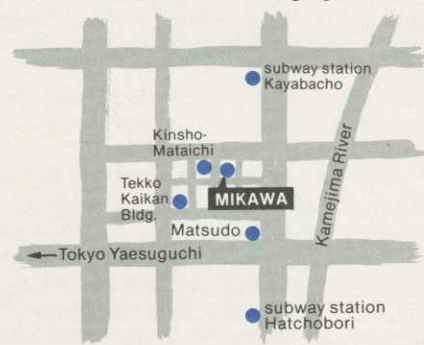 subway station
Kayabacho
Kinsho-
Mataichi
Tekko
Kaikan
Bldg.
MIKAWA
Kamejima River
Matsudo
←Tokyo Yaesuguchi
subway station
Hatchobori